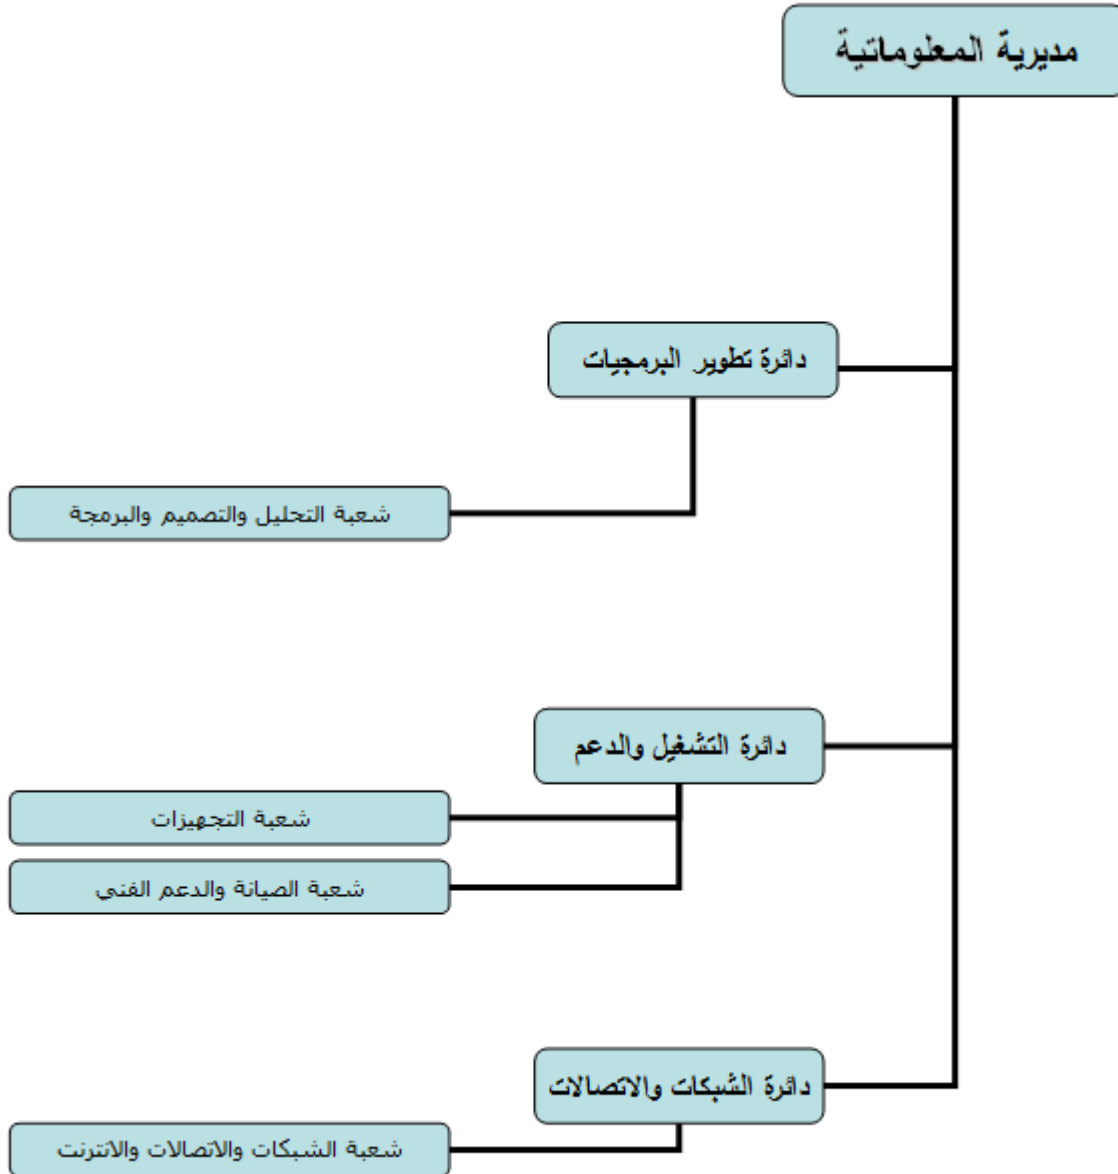 مديرية المعلوماتية
دائرة تطوير البرمجيات
شعبة التحليل والتصميم والبرمجة
دائرة التشغيل والدعم
شعبة التجهيزات
شعبة الصيانة والدعم الفني
دائرة الشبكات والاتصالات
شعبة الشبكات والاتصالات والانترنت